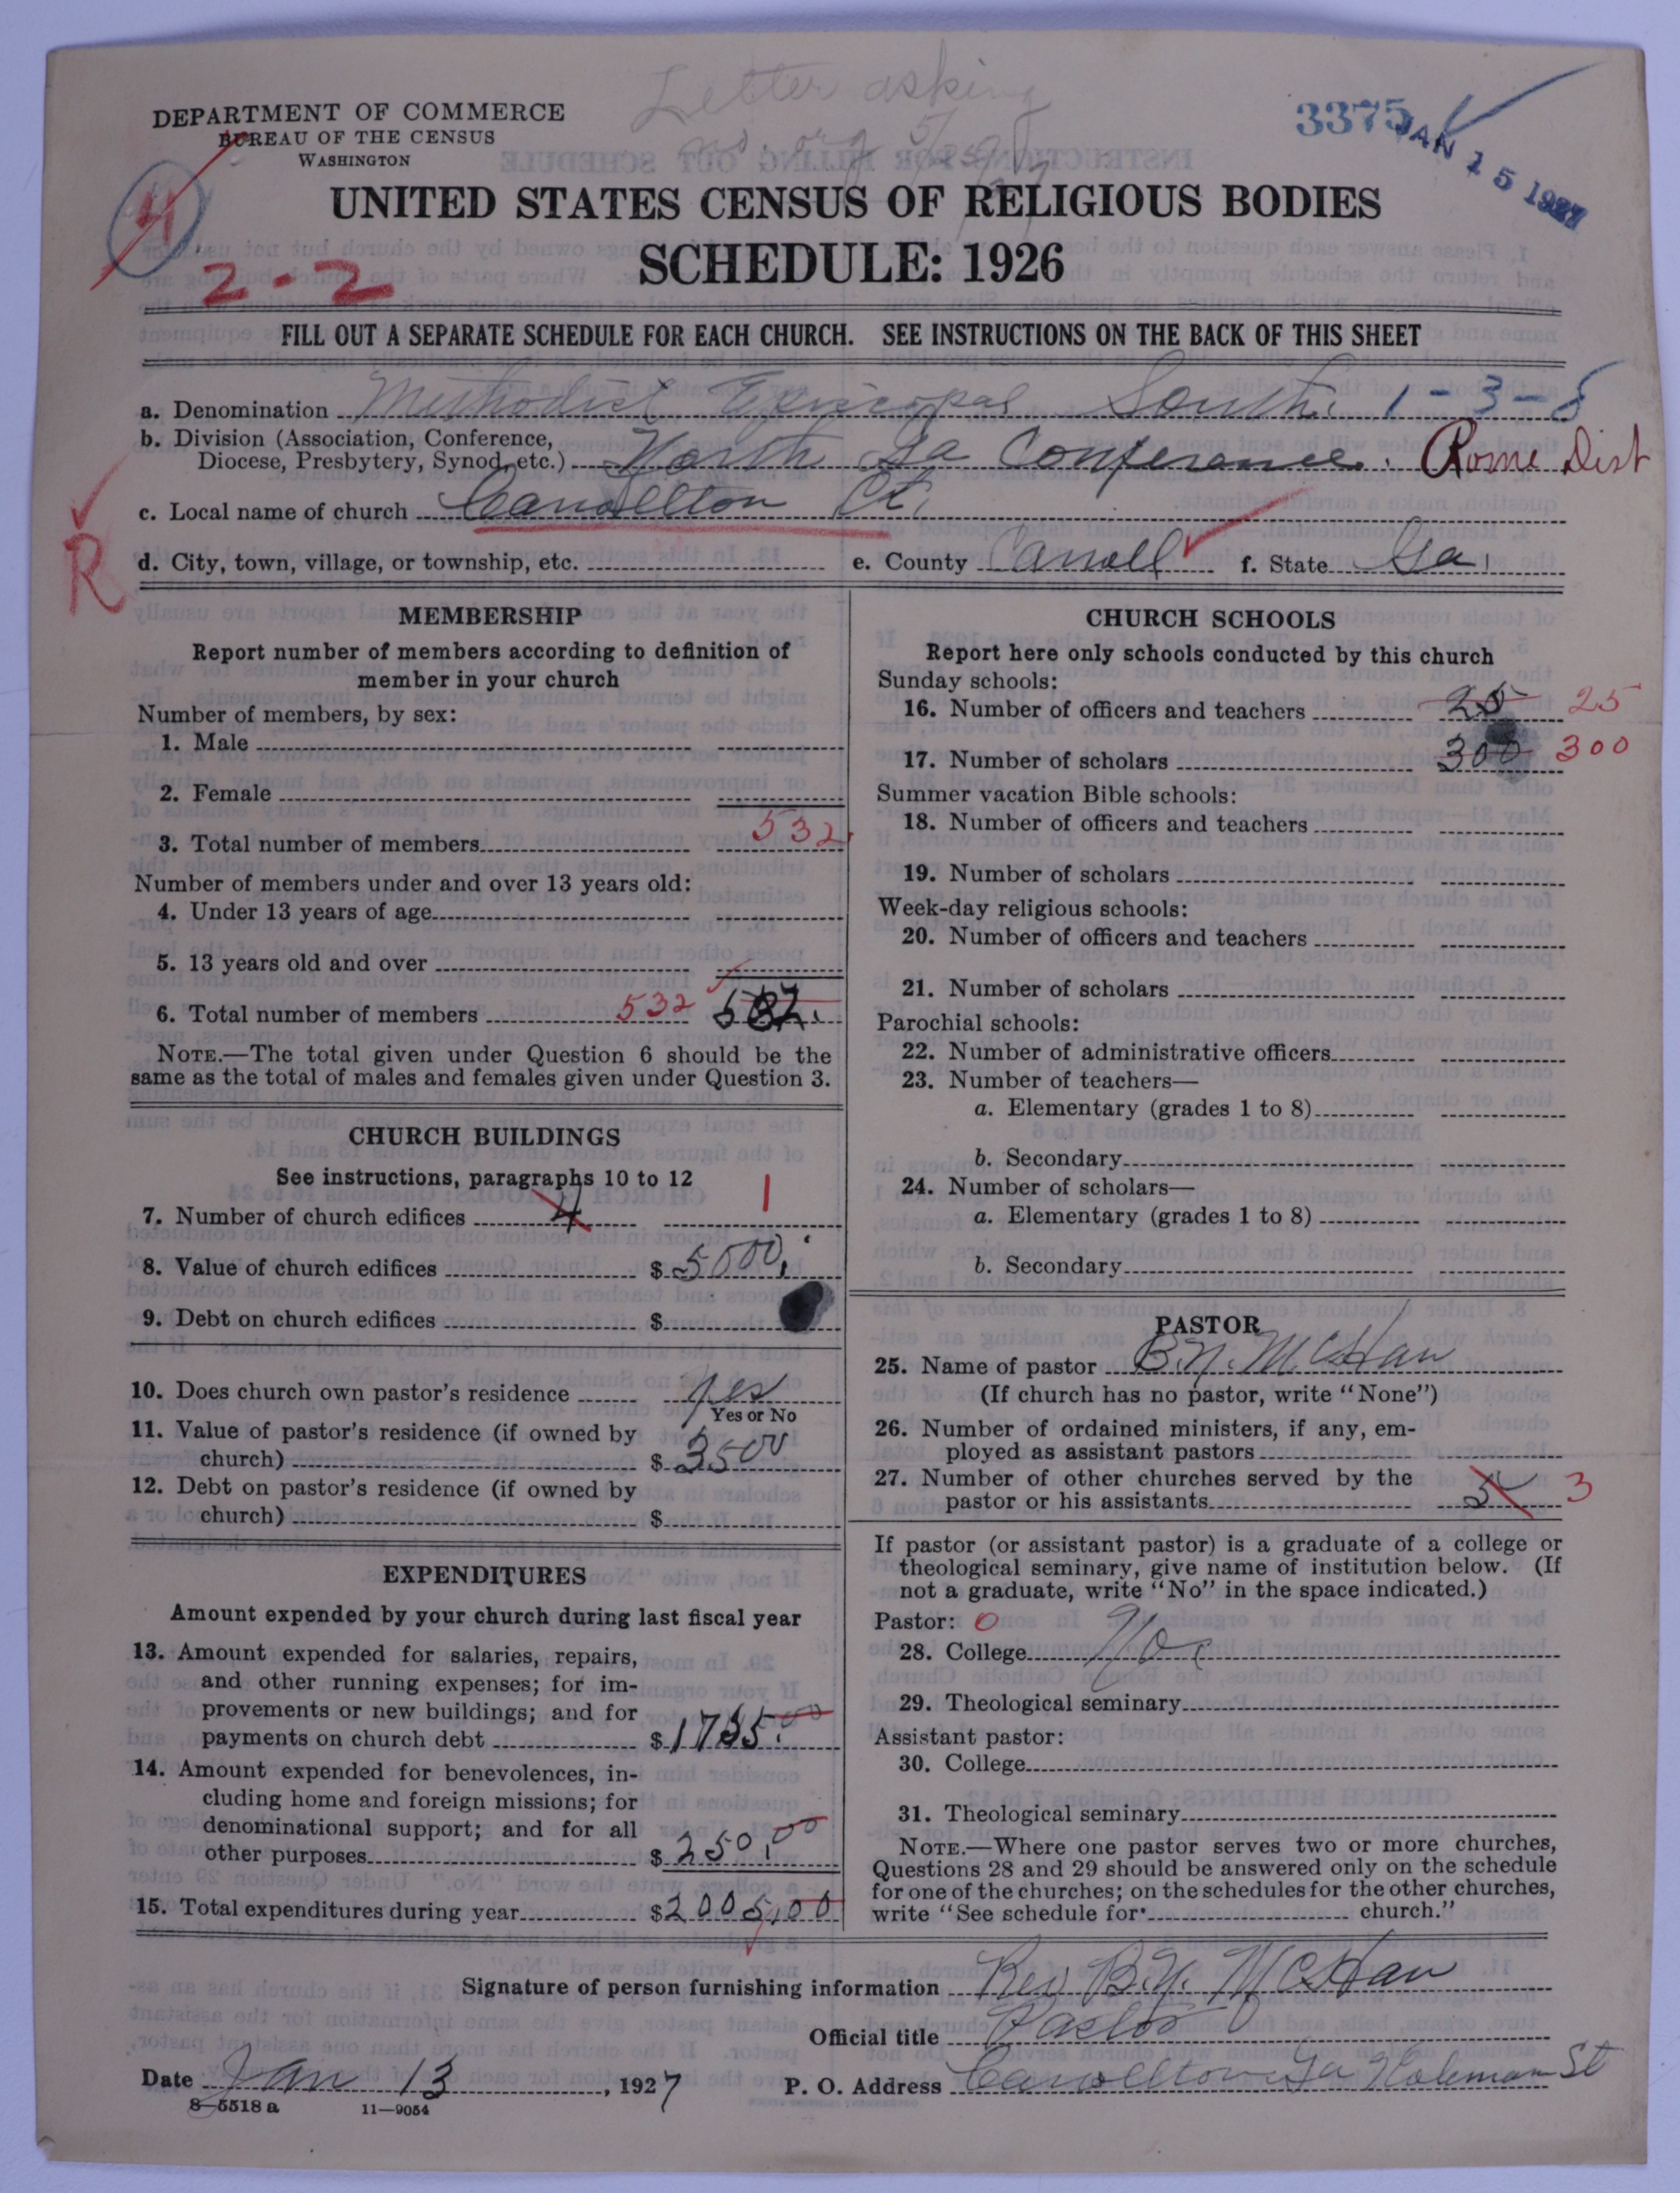 Letter asking
DEPARTMENT OF COMMERCE
BUREAU OF THE CENSUS
WASHINGTON
3375
JAN 15 1927
4
2-2
UNITED STATES CENSUS OF RELIGIOUS BODIES
SCHEDULE: 1926
FILL OUT A SEPARATE SCHEDULE FOR EACH CHURCH. SEE INSTRUCTIONS ON THE BACK OF THIS SHEET
a. Denomination Methodist Episcopal South. 1-3-8
b. Division (Association, Conference,
Diocese, Presbytery, Synod, etc.) North Ga Conference. Rome Dist
c. Local name of church Carrollton Ct.
R
d. City, town, village, or township, etc. e. County Carroll f. State Ga
MEMBERSHIP
Report number of members according to definition of
member in your church
Number of members, by sex:
1. Male
2. Female
3. Total number of members 532
Number of members under and over 13 years old:
4. Under 13 years of age
5. 13 years old and over
6. Total number of members 532 532.
NOTE.—The total given under Question 6 should be the
same as the total of males and females given under Question 3.
CHURCH BUILDINGS
See instructions, paragraphs 10 to 12
7. Number of church edifices 4 1
8. Value of church edifices $5000.
9. Debt on church edifices $
10. Does church own pastor's residence yes
Yes or No
11. Value of pastor's residence (if owned by
church) $3500
12. Debt on pastor's residence (if owned by
church) $
EXPENDITURES
Amount expended by your church during last fiscal year
13. Amount expended for salaries, repairs,
and other running expenses; for im-
provements or new buildings; and for
payments on church debt $1755.00
14. Amount expended for benevolences, in-
cluding home and foreign missions; for
denominational support; and for all
other purposes $250.00
15. Total expenditures during year $2005.00
CHURCH SCHOOLS
Report here only schools conducted by this church
Sunday schools:
16. Number of officers and teachers 25 25
17. Number of scholars 300 300
Summer vacation Bible schools:
18. Number of officers and teachers
19. Number of scholars
Week-day religious schools:
20. Number of officers and teachers
21. Number of scholars
Parochial schools:
22. Number of administrative officers
23. Number of teachers—
a. Elementary (grades 1 to 8)
b. Secondary
24. Number of scholars—
a. Elementary (grades 1 to 8)
b. Secondary
PASTOR
25. Name of pastor B.Y. McHan
(If church has no pastor, write "None")
26. Number of ordained ministers, if any, em-
ployed as assistant pastors
27. Number of other churches served by the
pastor or his assistants 3
If pastor (or assistant pastor) is a graduate of a college or
theological seminary, give name of institution below. (If
not a graduate, write "No" in the space indicated.)
Pastor: 0
28. College No
29. Theological seminary
Assistant pastor:
30. College
31. Theological seminary
NOTE.—Where one pastor serves two or more churches,
Questions 28 and 29 should be answered only on the schedule
for one of the churches; on the schedules for the other churches,
write "See schedule for church."
Signature of person furnishing information Rev B.Y. McHan
Official title Pastor
Date Jan 13, 1927 P. O. Address Carrollton Ga Holeman St
8-5518 a 11—9054